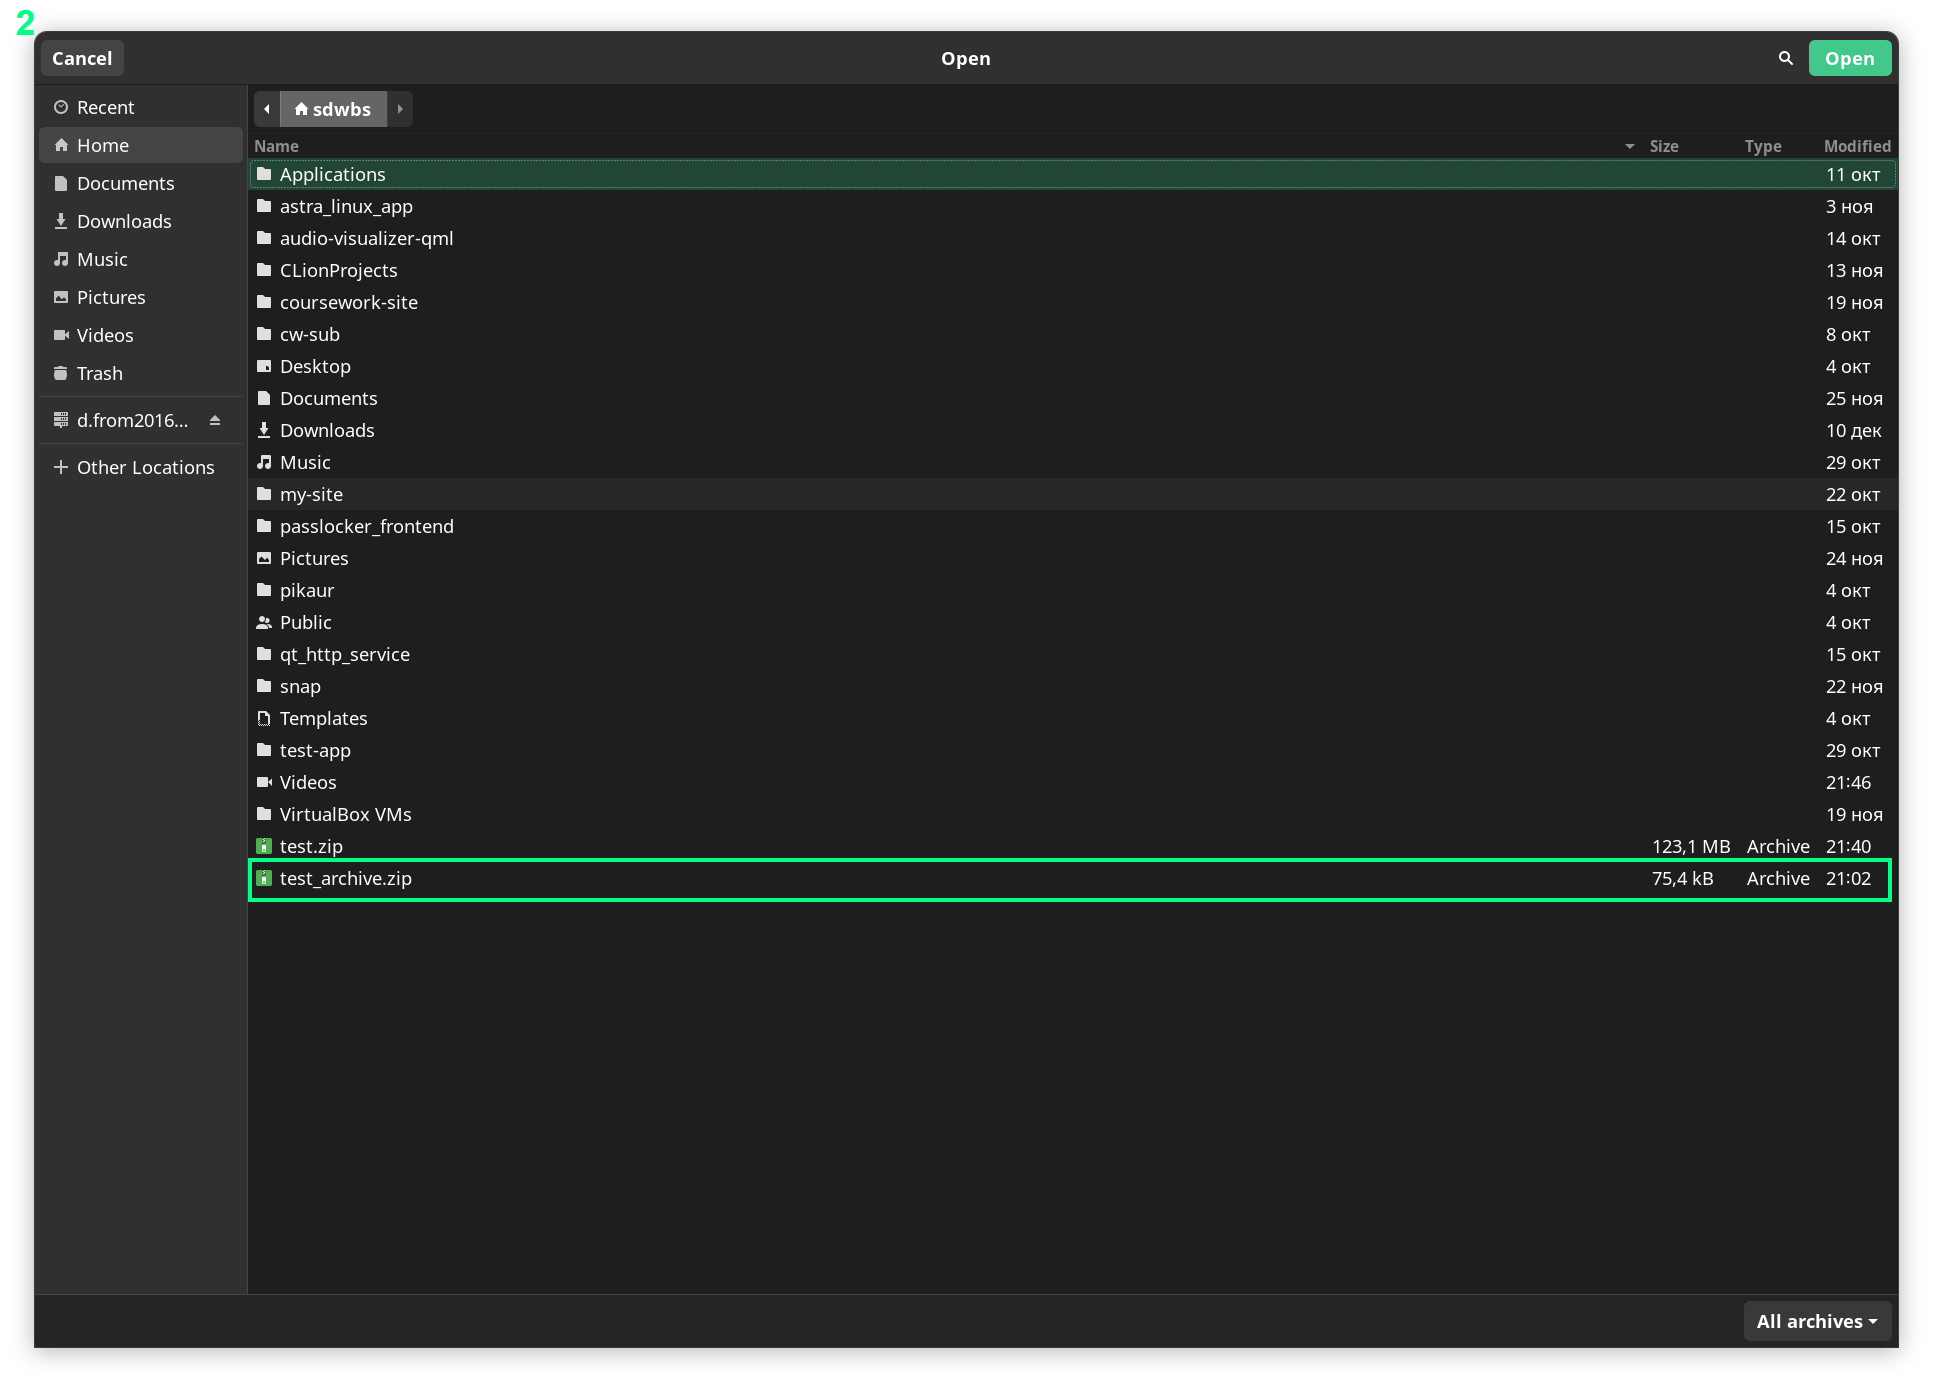 2
Cancel Open Open
Recent
Home
Documents
Downloads
Music
Pictures
Videos
Trash
d.from2016...
Other Locations
sdwbs
Name Size Type Modified
Applications 11 окт
astra_linux_app 3 ноя
audio-visualizer-qml 14 окт
CLionProjects 13 ноя
coursework-site 19 ноя
cw-sub 8 окт
Desktop 4 окт
Documents 25 ноя
Downloads 10 дек
Music 29 окт
my-site 22 окт
passlocker_frontend 15 окт
Pictures 24 ноя
pikaur 4 окт
Public 4 окт
qt_http_service 15 окт
snap 22 ноя
Templates 4 окт
test-app 29 окт
Videos 21:46
VirtualBox VMs 19 ноя
test.zip 123,1 MB Archive 21:40
test_archive.zip 75,4 kB Archive 21:02
All archives